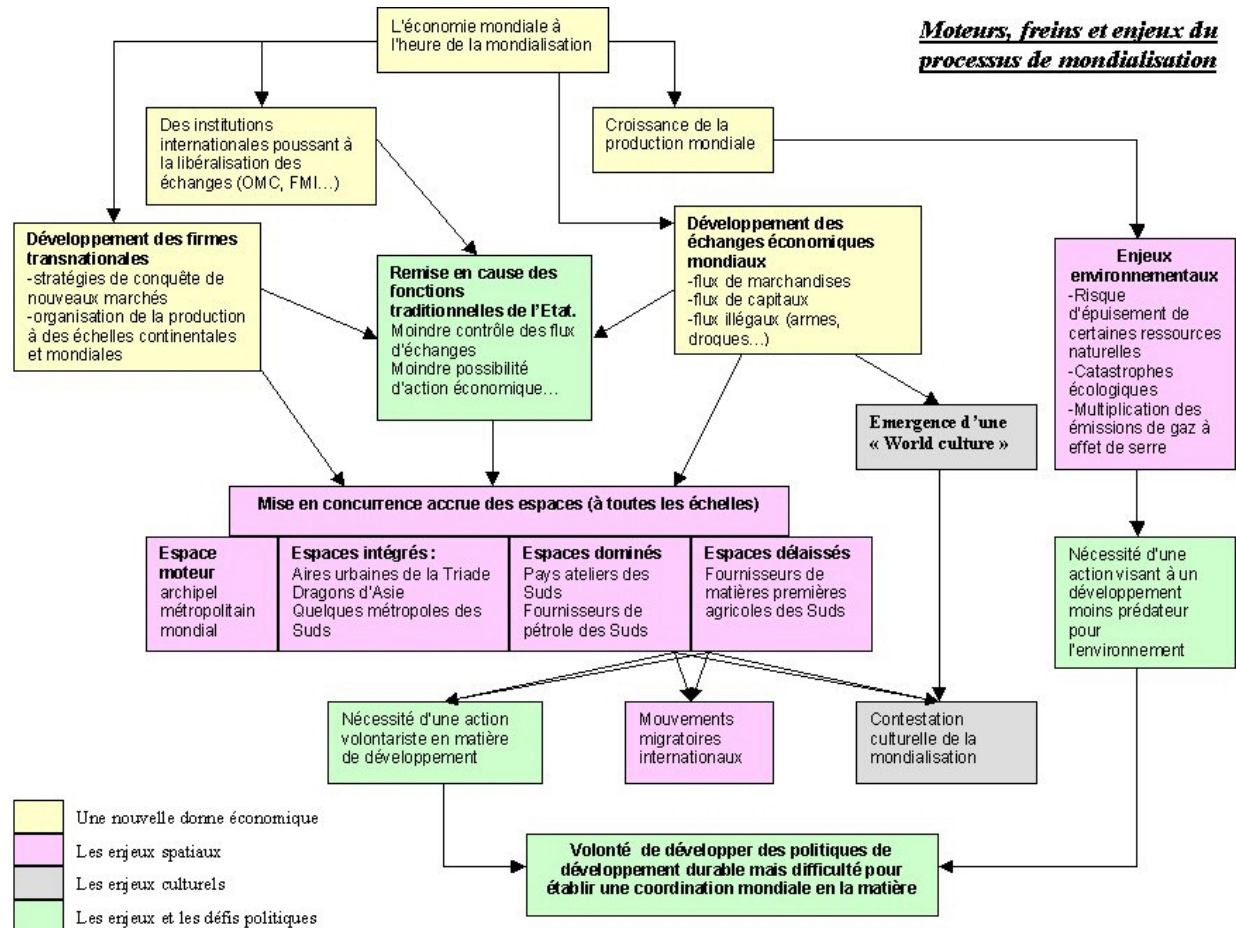 L'économie mondiale à
l'heure de la mondialisation
Moteurs, freins et enjeux du
processus de mondialisation
Des institutions
internationales poussant à
la libéralisation des
échanges (OMC, FMI...)
Croissance de la
production mondiale
Développement des firmes
transnationales
-stratégies de conquête de
nouveaux marchés
-organisation de la production
à des échelles continentales
et mondiales
Remise en cause des
fonctions
traditionnelles de l'Etat.
Moindre contrôle des flux
d'échanges
Moindre possibilité
d'action économique...
Développement des
échanges économiques
mondiaux
-flux de marchandises
-flux de capitaux
-flux illégaux (armes,
droques...)
Enjeux
environnementaux
-Risque
d'épuisement de
certaines ressources
naturelles
-Catastrophes
écologiques
-Multiplication des
émissions de gaz à
effet de serre
Emergence d'une
« World culture »
Mise en concurrence accrue des espaces (à toutes les échelles)
Espace
moteur
archipel
métropolitain
mondial
Espaces intégrés :
Aires urbaines de la Triade
Dragons d'Asie
Quelques métropoles des
Suds
Espaces dominés
Pays ateliers des
Suds
Fournisseurs de
pétrole des Suds
Espaces délaissés
Fournisseurs de
matières premières
agricoles des Suds
Nécessité d'une
action visant à un
développement
moins prédateur
pour
l'environnement
Nécessité d'une action
volontariste en matière
de développement
Mouvements
migratoires
internationaux
Contestation
culturelle de la
mondialisation
Volonté de développer des politiques de
développement durable mais difficulté pour
établir une coordination mondiale en la matière
Une nouvelle donne économique
Les enjeux spatiaux
Les enjeux culturels
Les enjeux et les défis politiques